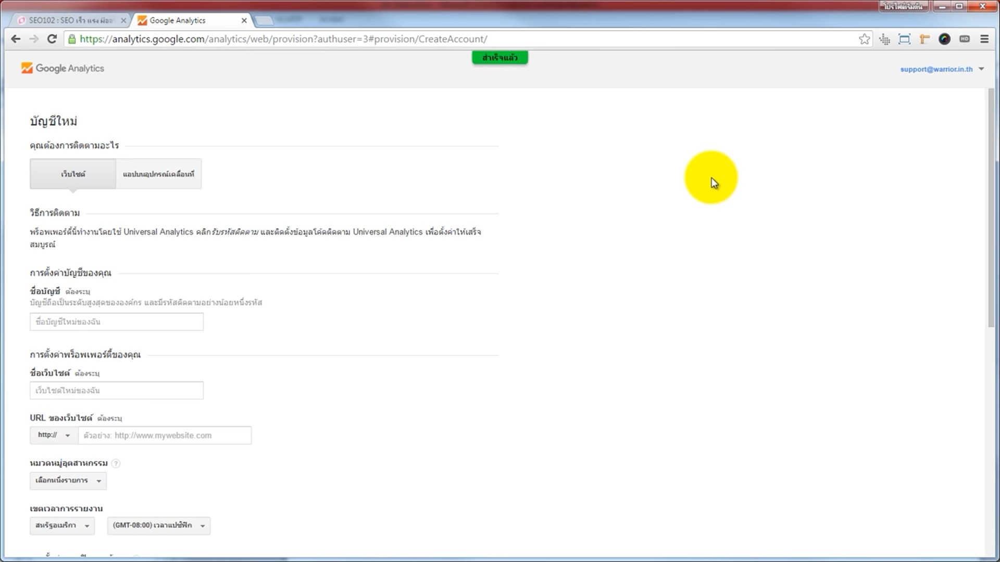 โปรไฟล์เริ่มต้น
SEO102 : SEO เร็ว แรง มีออ
Google Analytics
https://analytics.google.com/analytics/web/provision?authuser=3#provision/CreateAccount/
HD
สำเร็จแล้ว
Google Analytics
support@warrior.in.th
บัญชีใหม่
คุณต้องการติดตามอะไร
เว็บไซต์
แอปบนอุปกรณ์เคลื่อนที่
วิธีการติดตาม
พร็อพเพอร์ตี้นี้ทำงานโดยใช้ Universal Analytics คลิกรับรหัสติดตาม และติดตั้งข้อมูลโค้ดติดตาม Universal Analytics เพื่อตั้งค่าให้เสร็จ
สมบูรณ์
การตั้งค่าบัญชีของคุณ
ชื่อบัญชี ต้องระบุ
บัญชีถือเป็นระดับสูงสุดขององค์กร และมีรหัสติดตามอย่างน้อยหนึ่งรหัส
ชื่อบัญชีใหม่ของฉัน
การตั้งค่าพร็อพเพอร์ตี้ของคุณ
ชื่อเว็บไซต์ ต้องระบุ
เว็บไซต์ใหม่ของฉัน
URL ของเว็บไซต์ ต้องระบุ
http:// ตัวอย่าง: http://www.mywebsite.com
หมวดหมู่อุตสาหกรรม ?
เลือกหนึ่งรายการ
เขตเวลาการรายงาน
สหรัฐอเมริกา (GMT-08:00) เวลาแปซิฟิก